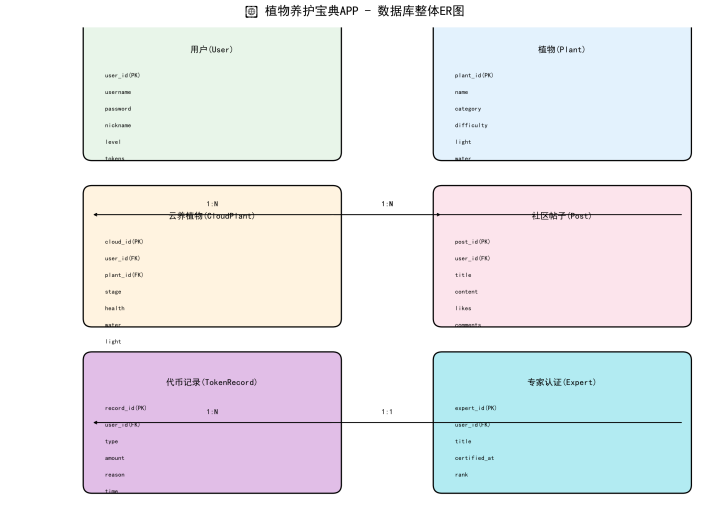 植物养护宝典APP - 数据库整体ER图
用户(User)
user_id(PK)
username
password
nickname
level
tokens
植物(Plant)
plant_id(PK)
name
category
difficulty
light
water
1:N
云养植物(CloudPlant)
cloud_id(PK)
user_id(FK)
plant_id(FK)
stage
health
water
light
1:N
社区帖子(Post)
post_id(PK)
user_id(FK)
title
content
likes
comments
代币记录(TokenRecord)
record_id(PK)
1:N
user_id(FK)
type
amount
reason
time
1:1
专家认证(Expert)
expert_id(PK)
user_id(FK)
title
certified_at
rank